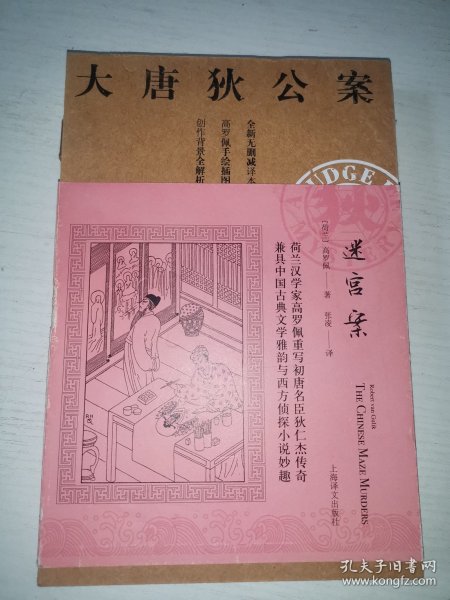 大唐狄公案
全新无删减译本
高罗佩手绘插图
创作背景全解析
JUDGE
迷宫案
[荷兰]高罗佩——著
张凌——译
Robert van Gulik
THE CHINESE MAZE MURDERS
荷兰汉学家高罗佩重写初唐名臣狄仁杰传奇
兼具中国古典文学雅韵与西方侦探小说妙趣
上海译文出版社
孔夫子旧书网
www.kongfz.com